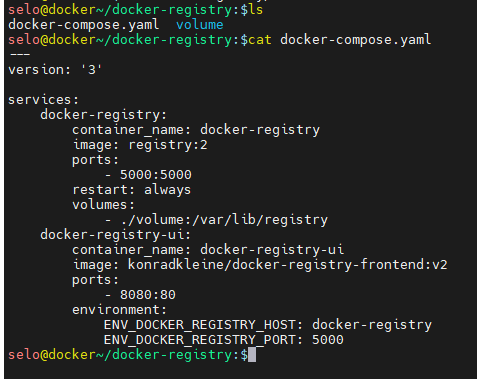 selo@docker~/docker-registry:$ls
docker-compose.yaml  volume
selo@docker~/docker-registry:$cat docker-compose.yaml
---
version: '3'

services:
    docker-registry:
        container_name: docker-registry
        image: registry:2
        ports:
            - 5000:5000
        restart: always
        volumes:
            - ./volume:/var/lib/registry
    docker-registry-ui:
        container_name: docker-registry-ui
        image: konradkleine/docker-registry-frontend:v2
        ports:
            - 8080:80
        environment:
            ENV_DOCKER_REGISTRY_HOST: docker-registry
            ENV_DOCKER_REGISTRY_PORT: 5000
selo@docker~/docker-registry:$